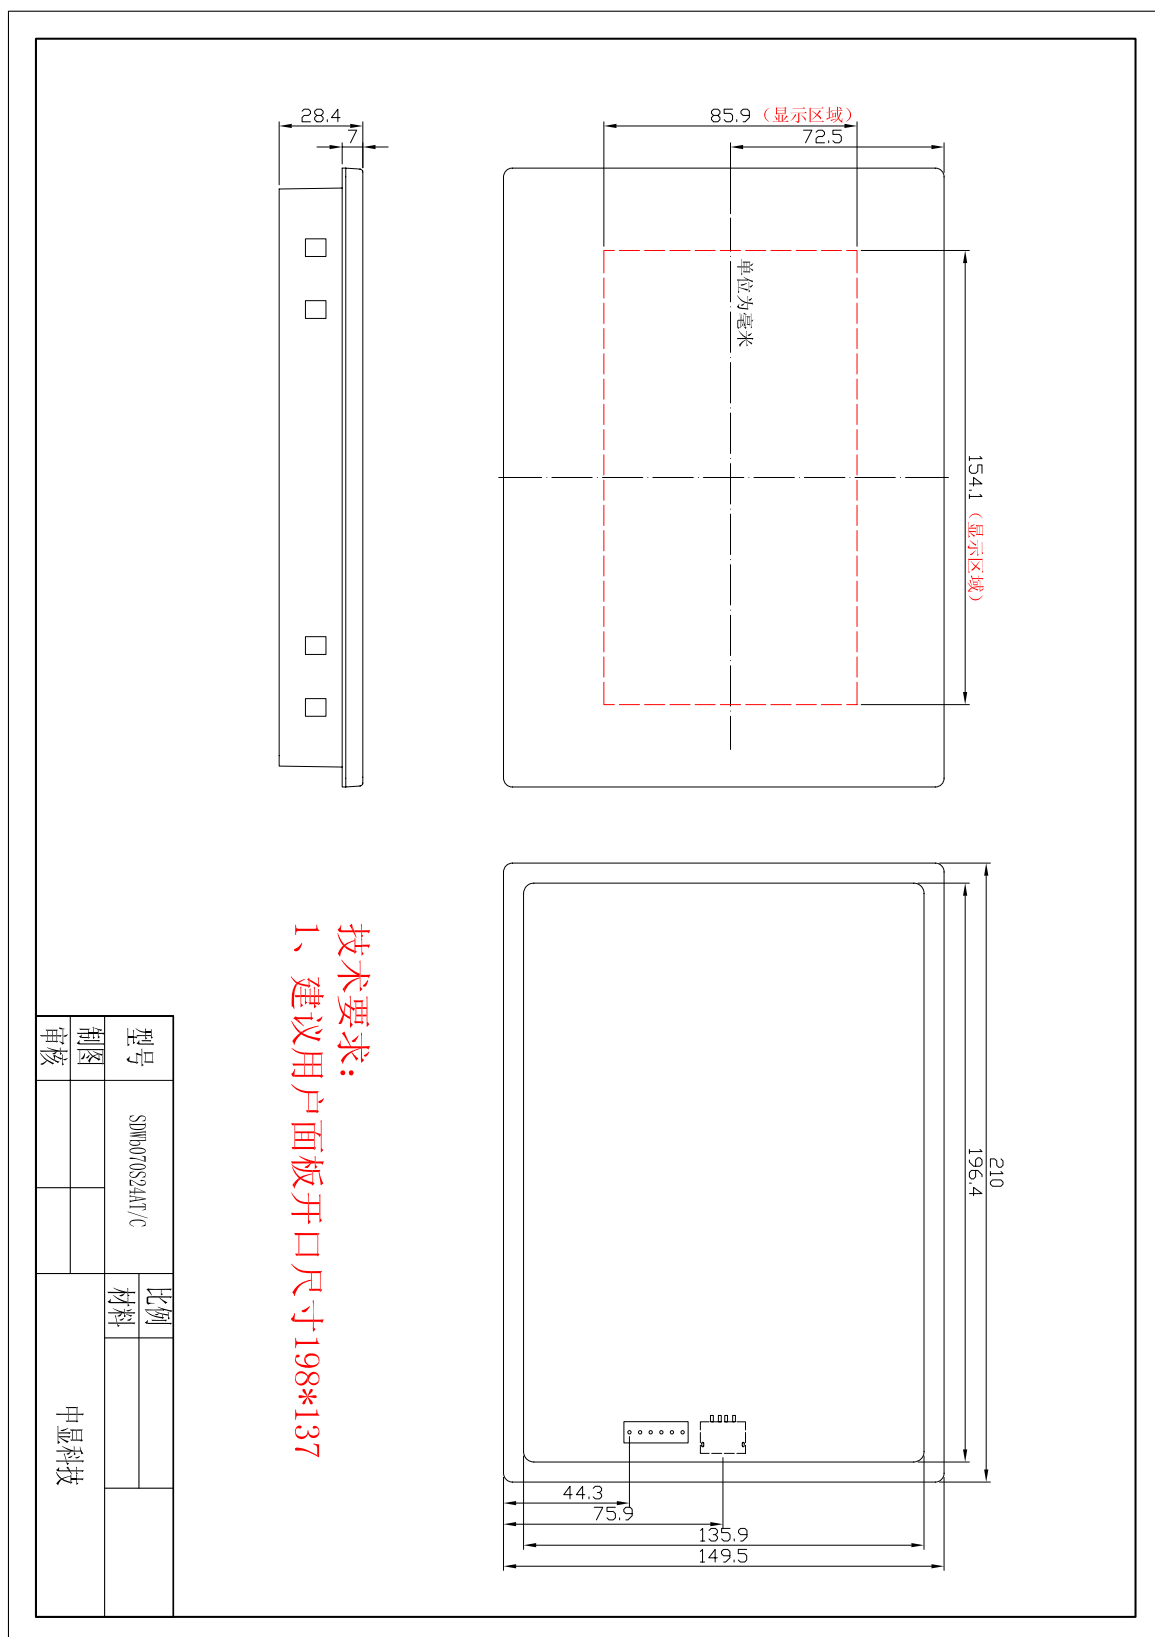 28.4
7
85.9（显示区域）
72.5
单位为毫米
154.1（显示区域）
210
196.4
44.3
75.9
135.9
149.5
技术要求：
1、建议用户面板开口尺寸198*137
型号
SDWb070S24AT/C
比例
材料
制图
审核
中显科技